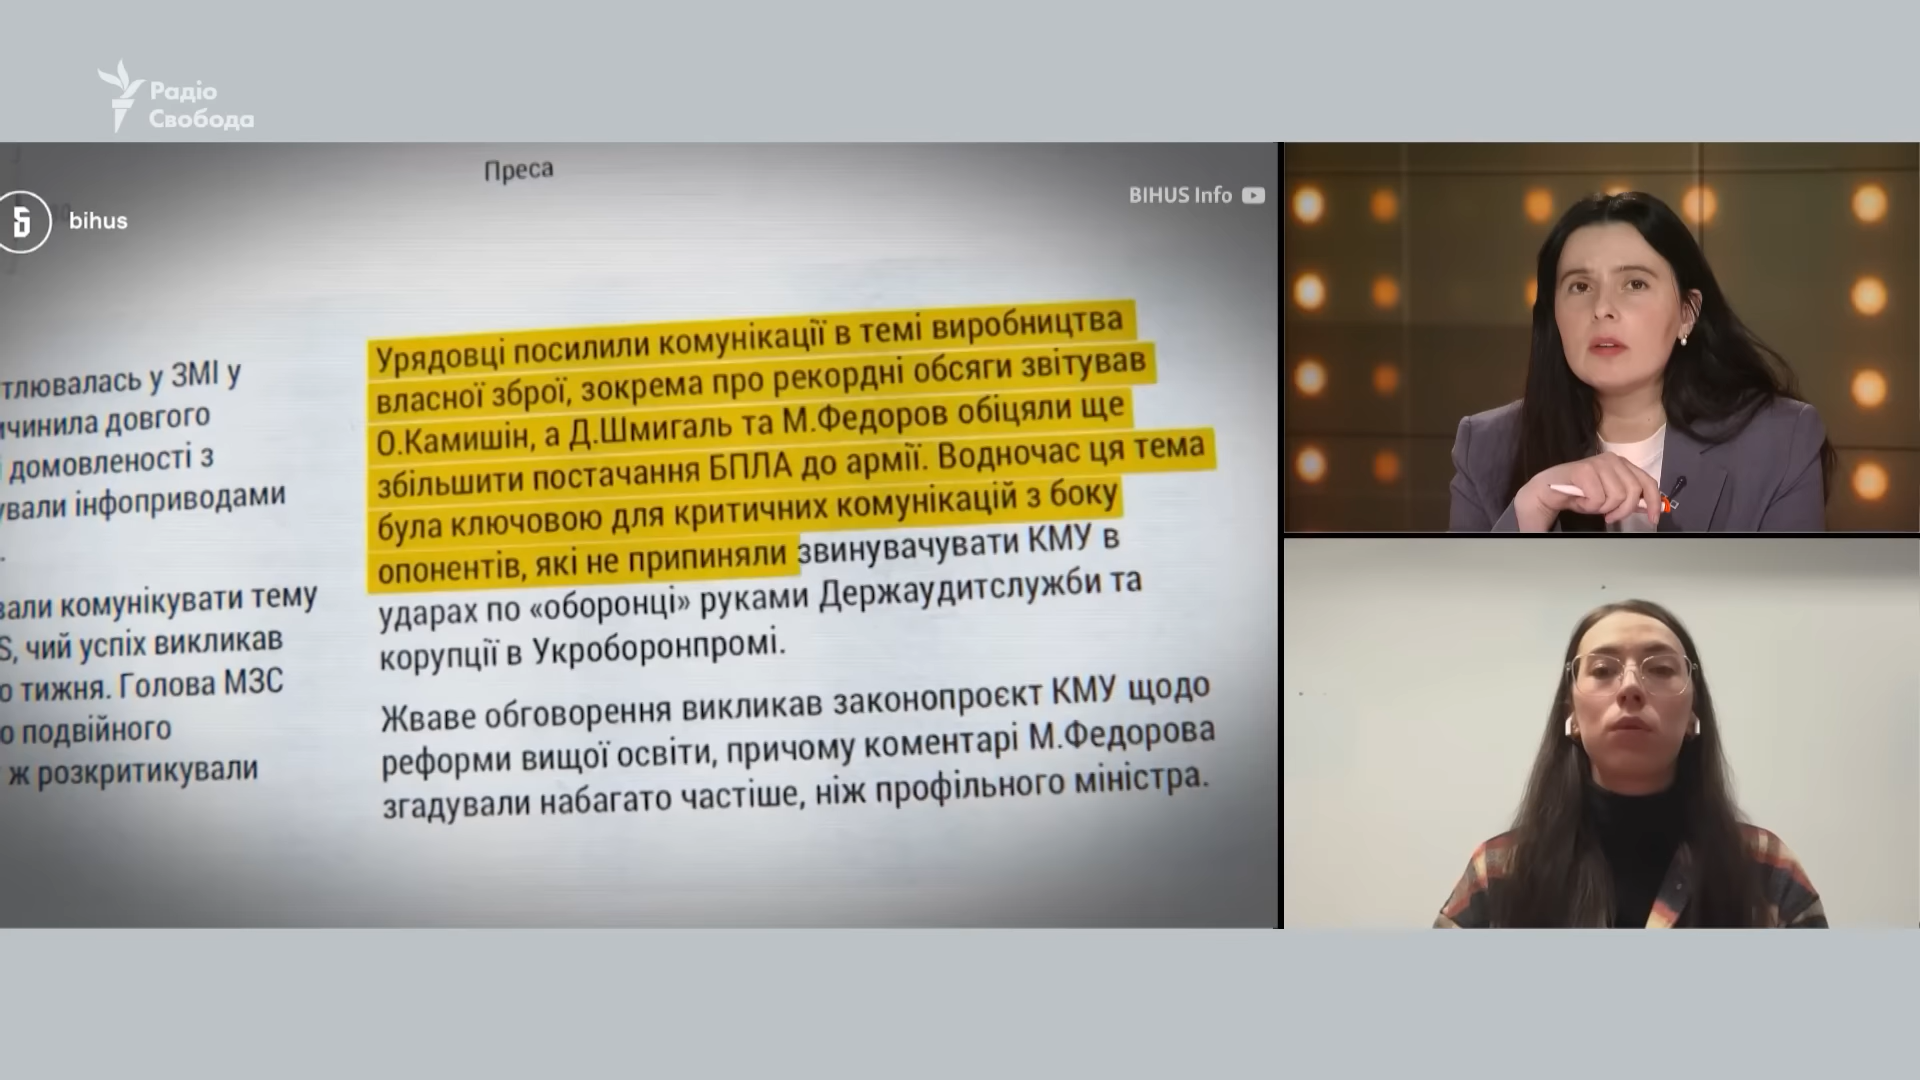 Радіо
Свобода
Преса
BIHUS Info
bihus
Урядовці посилили комунікації в темі виробництва
власної зброї, зокрема про рекордні обсяги звітував
О.Камишін, а Д.Шмигаль та М.Федоров обіцяли ще
збільшити постачання БПЛА до армії. Водночас ця тема
була ключовою для критичних комунікацій з боку
опонентів, які не припиняли звинувачувати КМУ в
ударах по «оборонці» руками Держаудитслужби та
корупції в Укроборонпромі.
Жваве обговорення викликав законопроєкт КМУ щодо
реформи вищої освіти, причому коментарі М.Федорова
згадували набагато частіше, ніж профільного міністра.
тлювалась у ЗМІ у
ичинила довгого
домовленості з
ували інфоприводами
вали комунікувати тему
S, чий успіх викликав
о тижня. Голова МЗС
о подвійного
ж розкритикували